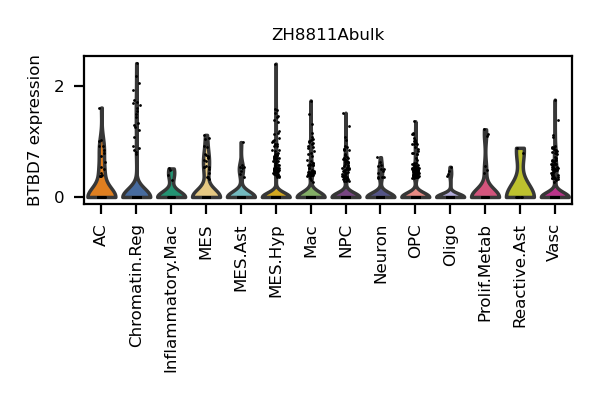 ZH8811Abulk
BTBD7 expression
2
0
AC
Chromatin.Reg
Inflammatory.Mac
MES
MES.Ast
MES.Hyp
Mac
NPC
Neuron
OPC
Oligo
Prolif.Metab
Reactive.Ast
Vasc